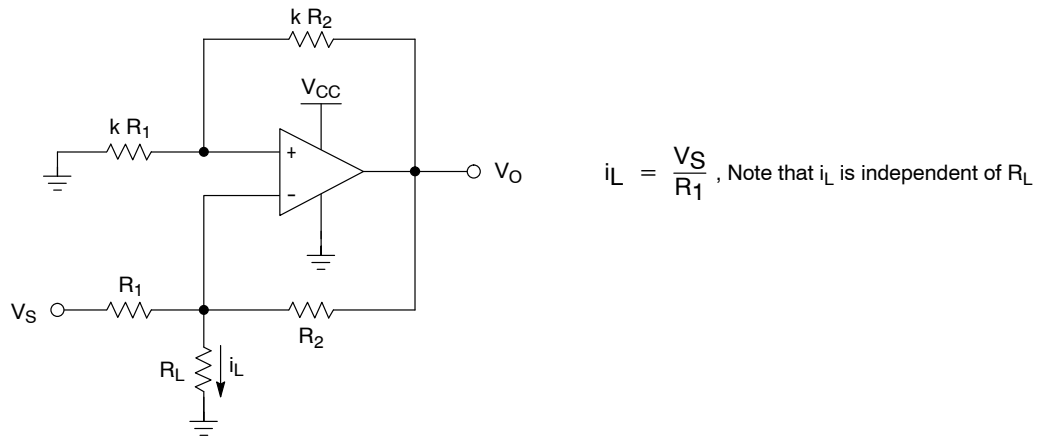 k R2
VCC
k R1
+
−
VO
iL = VS / R1 , Note that iL is independent of RL
R1
VS
R2
RL
iL